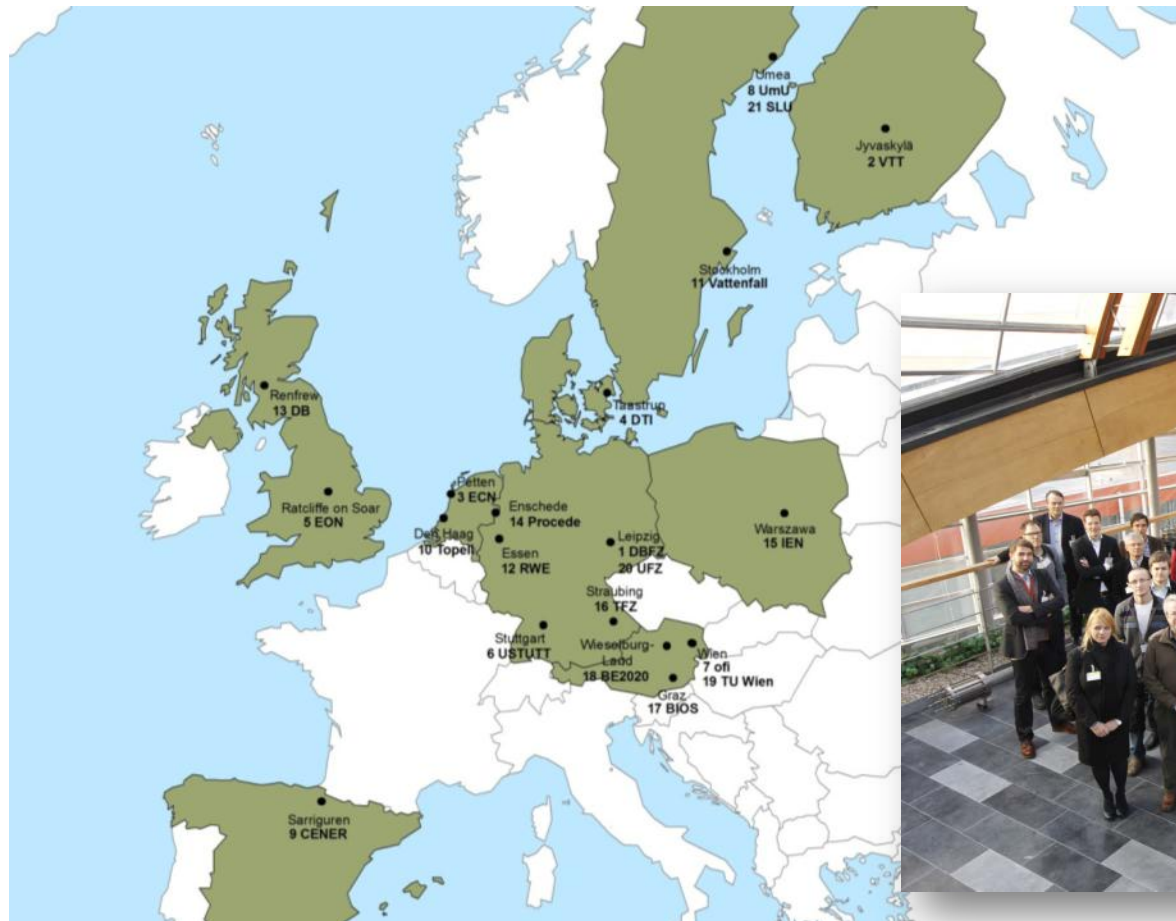 Umea
8 UmU
21 SLU
Jyvaskylä
2 VTT
Stockholm
11 Vattenfall
Renfrew
13 DB
Taastrup
4 DTI
Ratcliffe on Soar
5 EON
Petten
3 ECN
Enschede
14 Procede
Den Haag
10 Topell
Essen
12 RWE
Leipzig
1 DBFZ
20 UFZ
Warszawa
15 IEN
Straubing
16 TFZ
Stuttgart
6 USTUTT
Wieselburg-
Land
18 BE2020
Wien
7 ofi
19 TU Wien
Graz
17 BIOS
Sarriguren
9 CENER